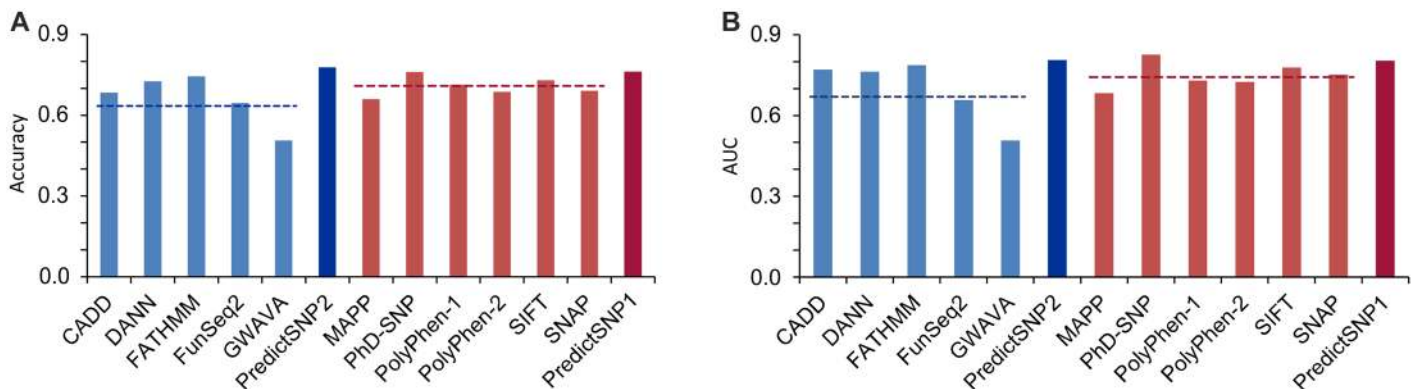 A
0.9
0.6
0.3
0.0
Accuracy
CADD
DANN
FATHMM
FunSeq2
GWAVA
PredictSNP2
MAPP
PhD-SNP
PolyPhen-1
PolyPhen-2
SIFT
SNAP
PredictSNP1
B
0.9
0.6
0.3
0.0
AUC
CADD
DANN
FATHMM
FunSeq2
GWAVA
PredictSNP2
MAPP
PhD-SNP
PolyPhen-1
PolyPhen-2
SIFT
SNAP
PredictSNP1